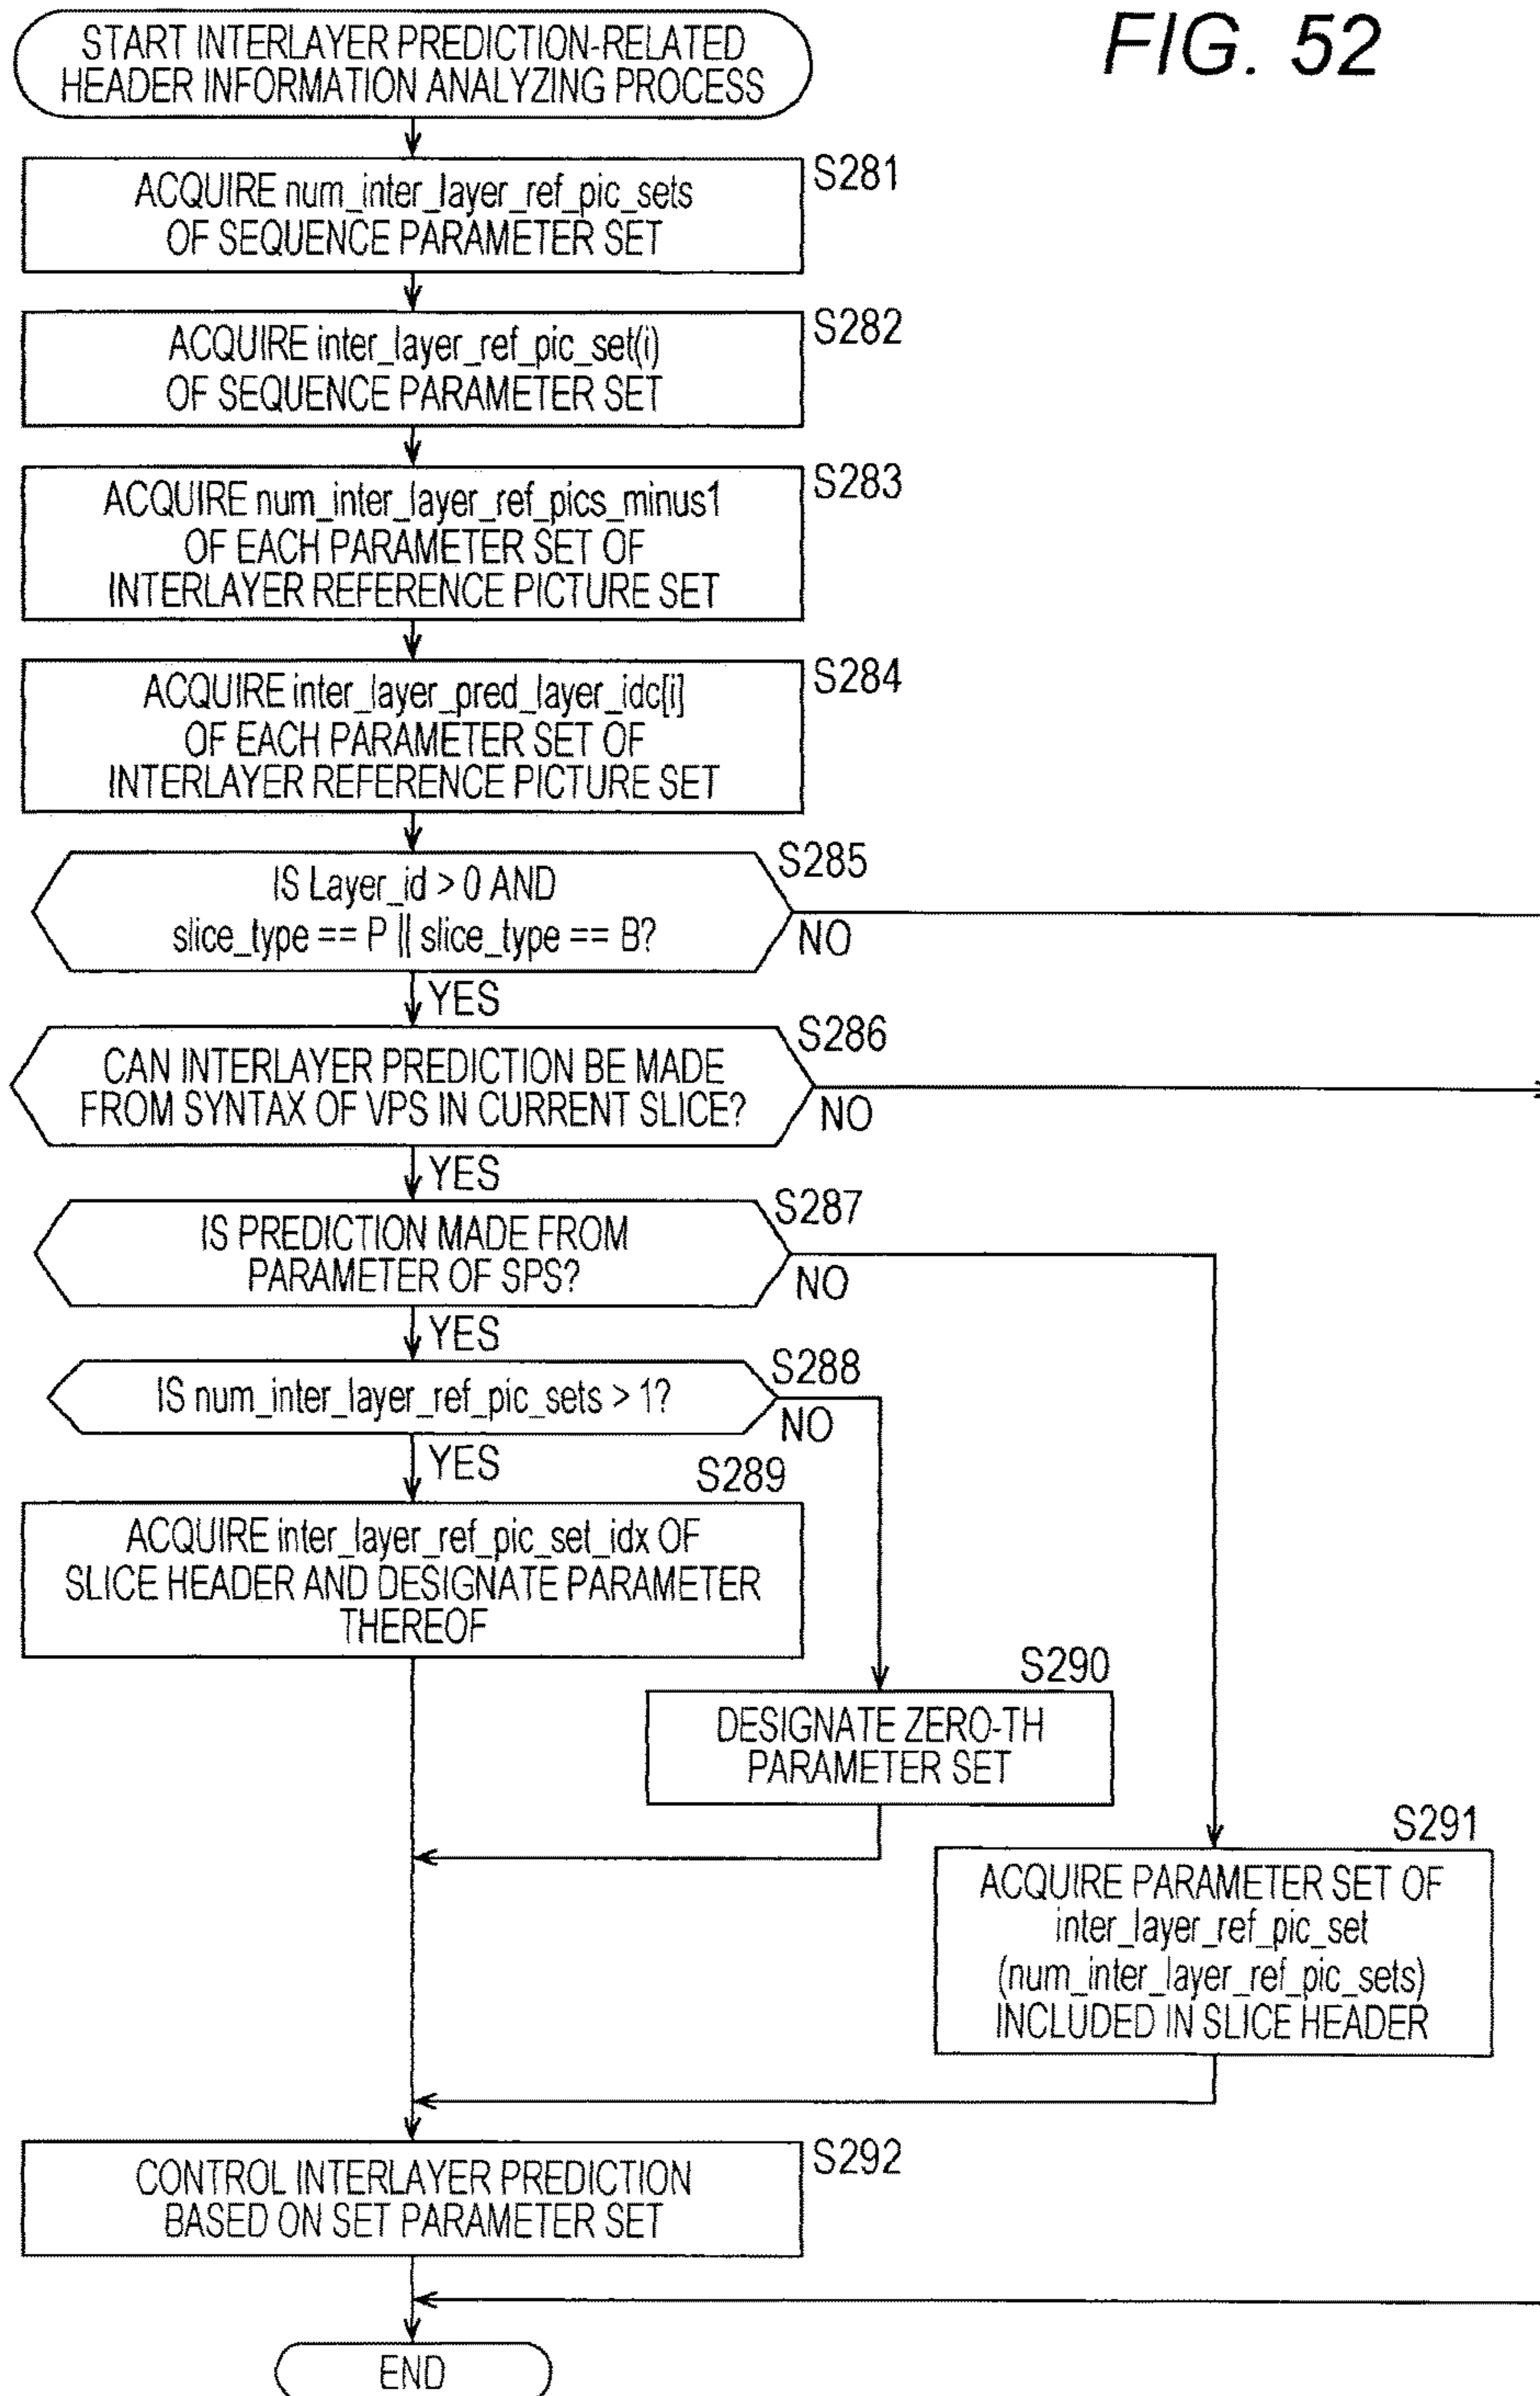 FIG. 52
START INTERLAYER PREDICTION-RELATED
HEADER INFORMATION ANALYZING PROCESS
S281
ACQUIRE num_inter_layer_ref_pic_sets
OF SEQUENCE PARAMETER SET
S282
ACQUIRE inter_layer_ref_pic_set(i)
OF SEQUENCE PARAMETER SET
S283
ACQUIRE num_inter_layer_ref_pics_minus1
OF EACH PARAMETER SET OF
INTERLAYER REFERENCE PICTURE SET
S284
ACQUIRE inter_layer_pred_layer_idc[i]
OF EACH PARAMETER SET OF
INTERLAYER REFERENCE PICTURE SET
S285
IS Layer_id > 0 AND
slice_type == P || slice_type == B?
NO
YES
S286
CAN INTERLAYER PREDICTION BE MADE
FROM SYNTAX OF VPS IN CURRENT SLICE?
NO
YES
S287
IS PREDICTION MADE FROM
PARAMETER OF SPS?
NO
YES
S288
IS num_inter_layer_ref_pic_sets > 1?
NO
YES
S289
ACQUIRE inter_layer_ref_pic_set_idx OF
SLICE HEADER AND DESIGNATE PARAMETER
THEREOF
S290
DESIGNATE ZERO-TH
PARAMETER SET
S291
ACQUIRE PARAMETER SET OF
inter_layer_ref_pic_set
(num_inter_layer_ref_pic_sets)
INCLUDED IN SLICE HEADER
S292
CONTROL INTERLAYER PREDICTION
BASED ON SET PARAMETER SET
END